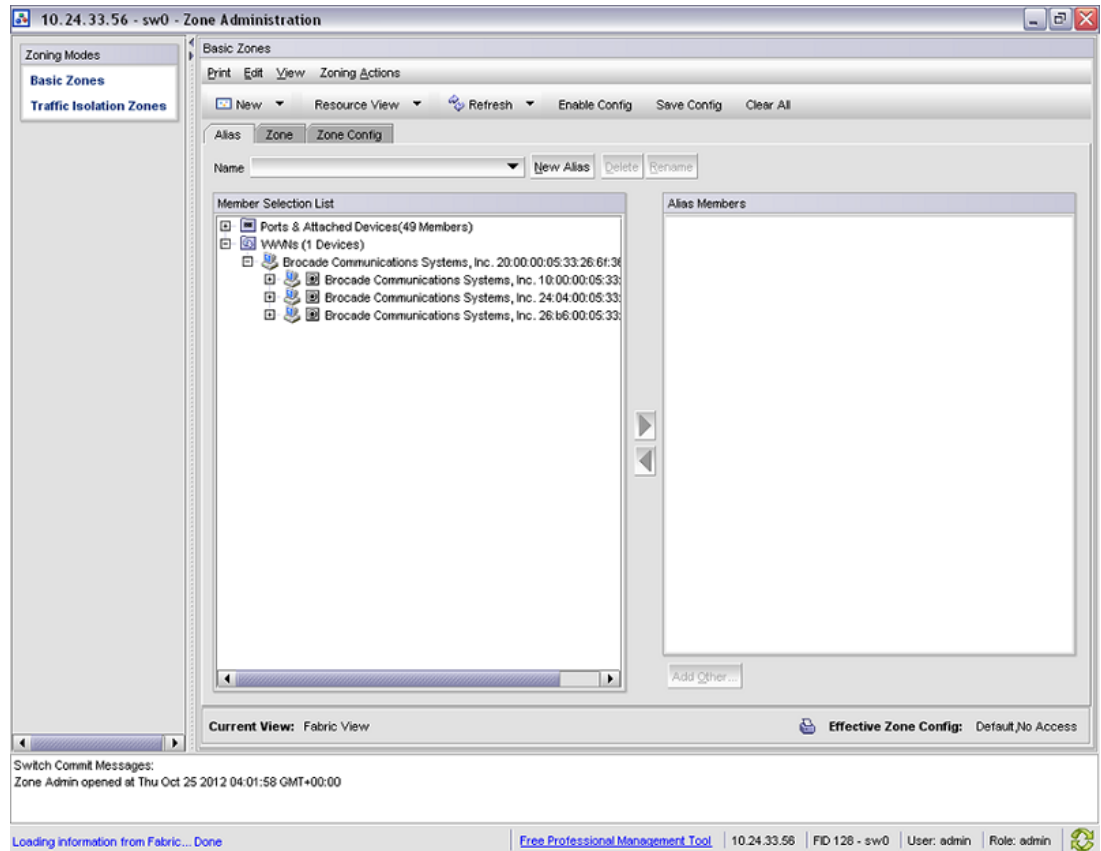 10.24.33.56 - sw0 - Zone Administration
Zoning Modes
Basic Zones
Traffic Isolation Zones
Basic Zones
Print Edit View Zoning Actions
New Resource View Refresh Enable Config Save Config Clear All
Alias Zone Zone Config
Name New Alias Delete Rename
Member Selection List
Ports & Attached Devices(49 Members)
WWNs (1 Devices)
Brocade Communications Systems, Inc. 20:00:00:05:33:26:6f:36
Brocade Communications Systems, Inc. 10:00:00:05:33:
Brocade Communications Systems, Inc. 24:04:00:05:33:
Brocade Communications Systems, Inc. 26:b6:00:05:33:
Alias Members
Add Other...
Current View: Fabric View
Effective Zone Config: Default,No Access
Switch Commit Messages:
Zone Admin opened at Thu Oct 25 2012 04:01:58 GMT+00:00
Loading information from Fabric... Done
Free Professional Management Tool 10.24.33.56 FID 128 - sw0 User: admin Role: admin